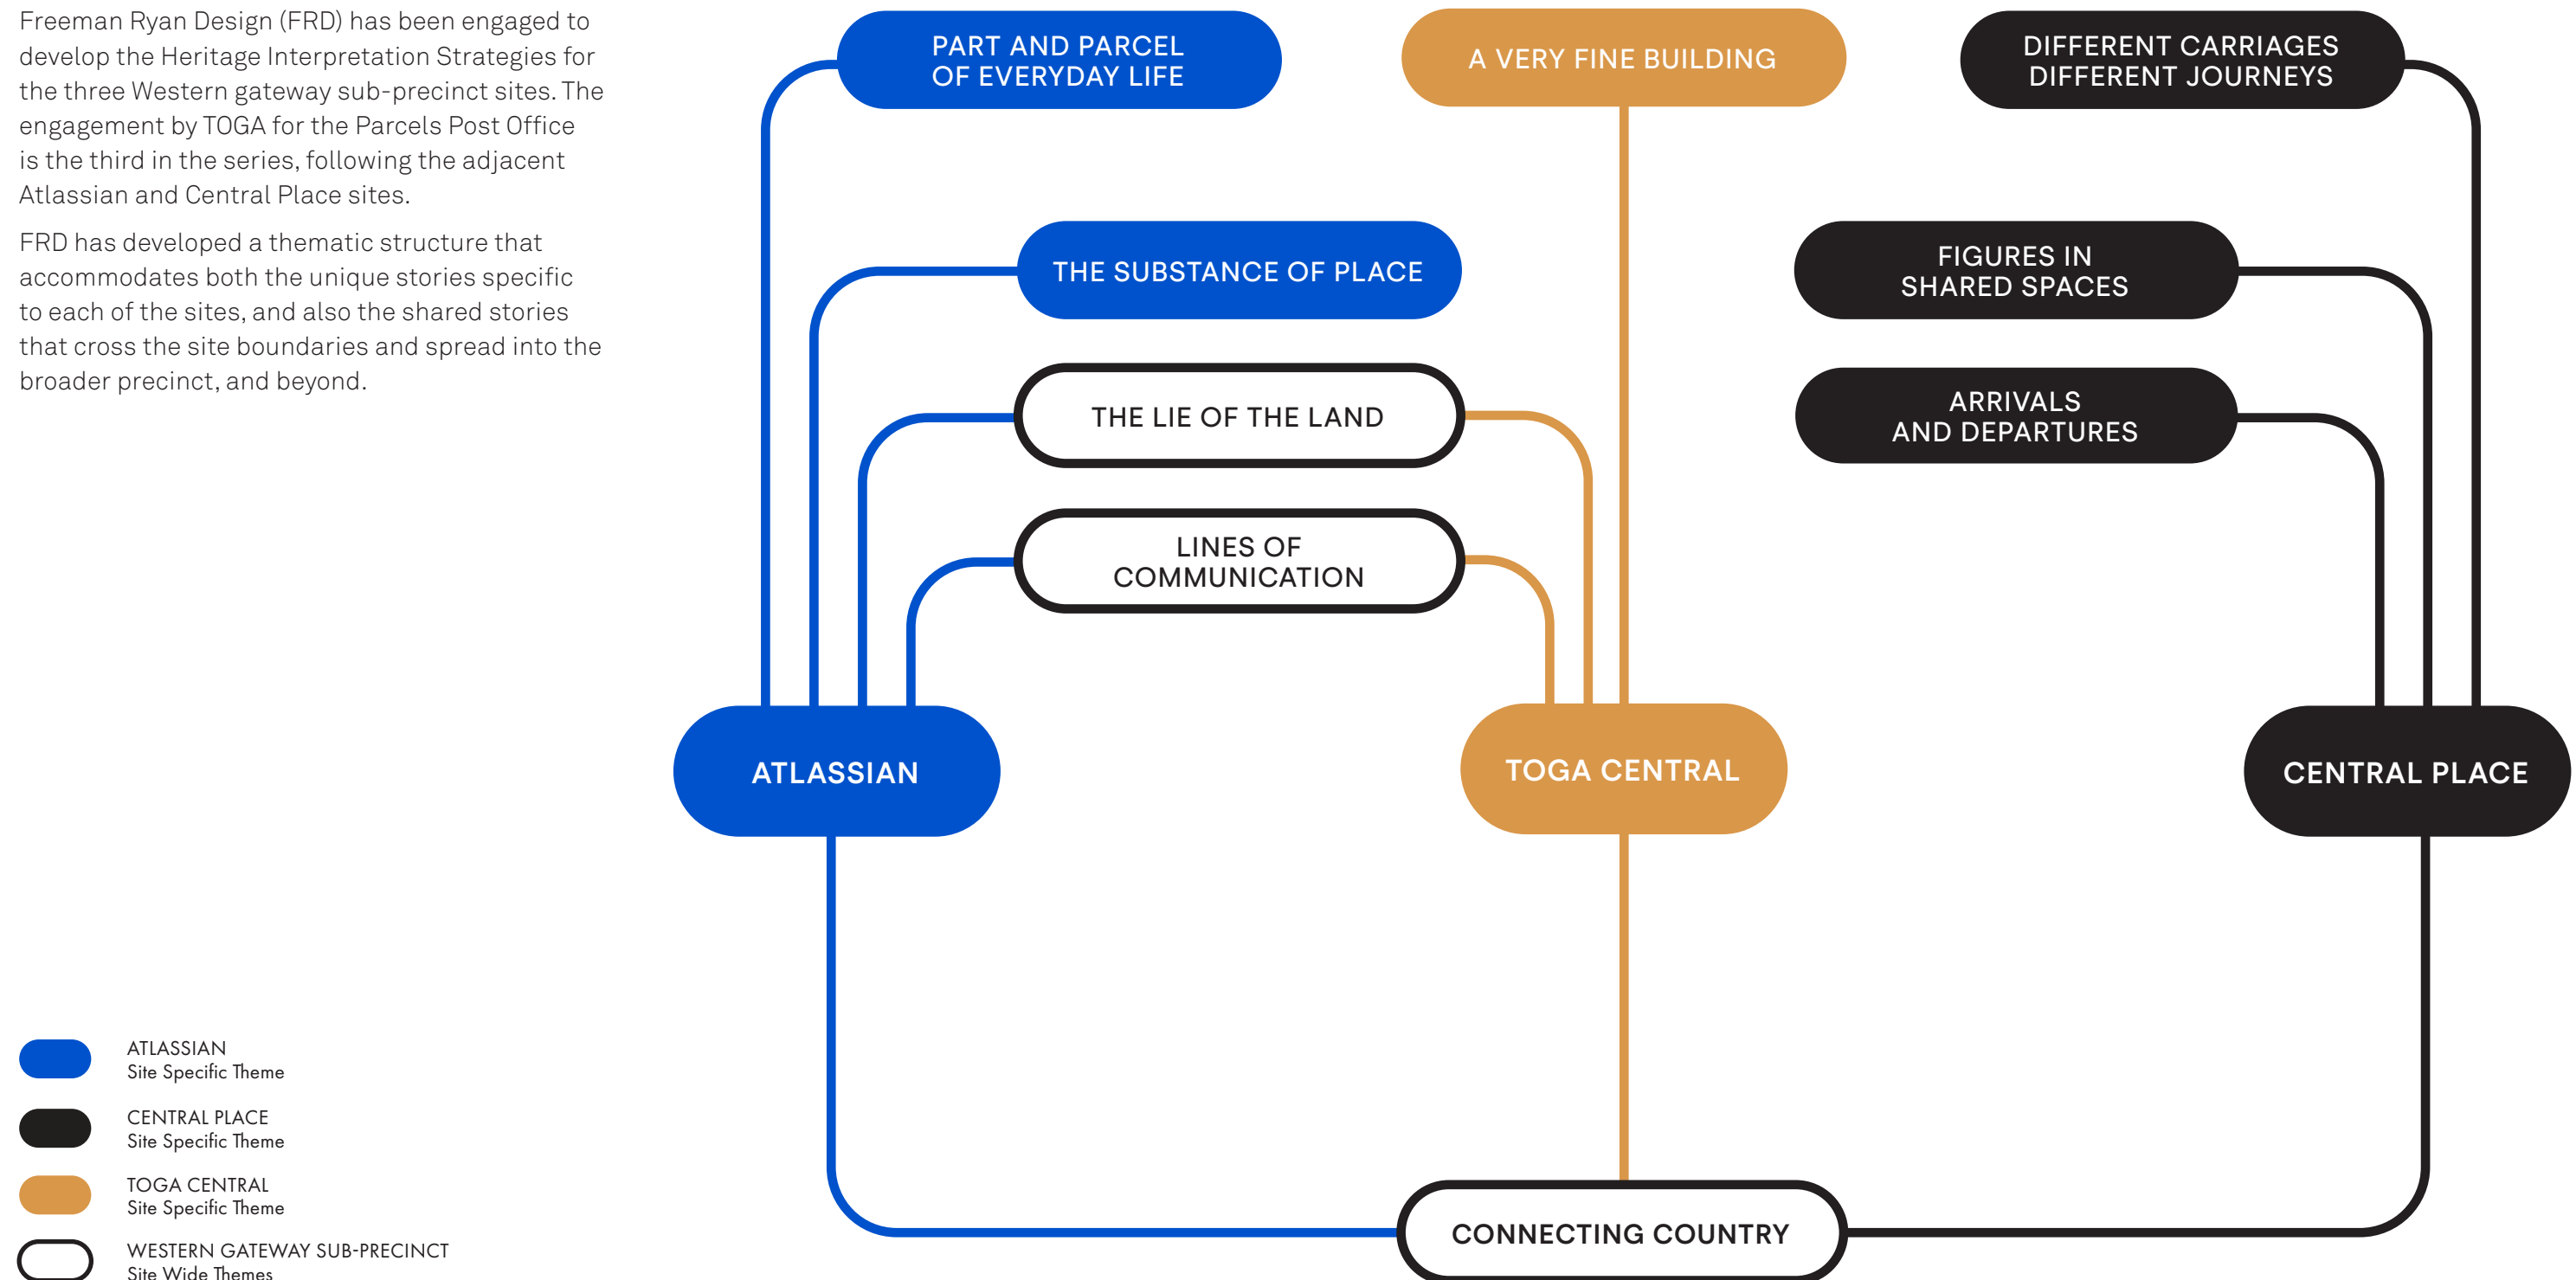 Freeman Ryan Design (FRD) has been engaged to
develop the Heritage Interpretation Strategies for
the three Western gateway sub-precinct sites. The
engagement by TOGA for the Parcels Post Office
is the third in the series, following the adjacent
Atlassian and Central Place sites.
FRD has developed a thematic structure that
accommodates both the unique stories specific
to each of the sites, and also the shared stories
that cross the site boundaries and spread into the
broader precinct, and beyond.
PART AND PARCEL
OF EVERYDAY LIFE
A VERY FINE BUILDING
DIFFERENT CARRIAGES
DIFFERENT JOURNEYS
THE SUBSTANCE OF PLACE
FIGURES IN
SHARED SPACES
THE LIE OF THE LAND
ARRIVALS
AND DEPARTURES
LINES OF
COMMUNICATION
ATLASSIAN
TOGA CENTRAL
CENTRAL PLACE
CONNECTING COUNTRY
ATLASSIAN
Site Specific Theme
CENTRAL PLACE
Site Specific Theme
TOGA CENTRAL
Site Specific Theme
WESTERN GATEWAY SUB-PRECINCT
Site Wide Themes